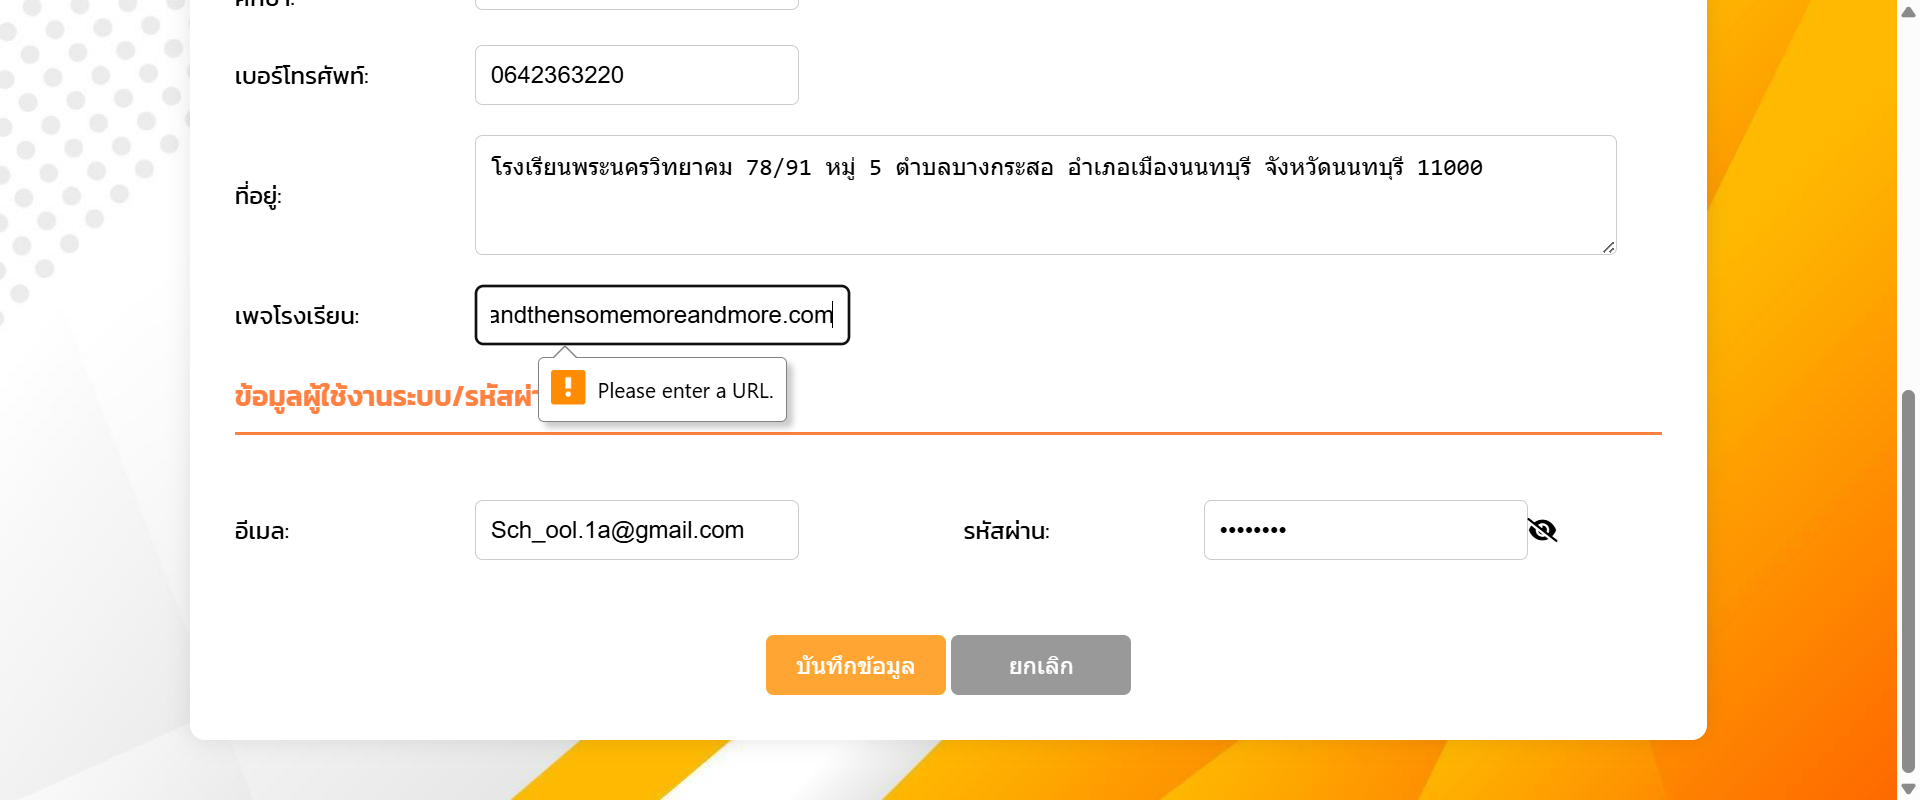 เบอร์โทรศัพท์:
0642363220
ที่อยู่:
โรงเรียนพระนครวิทยาคม 78/91 หมู่ 5 ตำบลบางกระสอ อำเภอเมืองนนทบุรี จังหวัดนนทบุรี 11000
เพจโรงเรียน:
andthensomemoreandmore.com
Please enter a URL.
ข้อมูลผู้ใช้งานระบบ/รหัสผ่า
อีเมล:
Sch_ool.1a@gmail.com
รหัสผ่าน:
••••••••
บันทึกข้อมูล
ยกเลิก